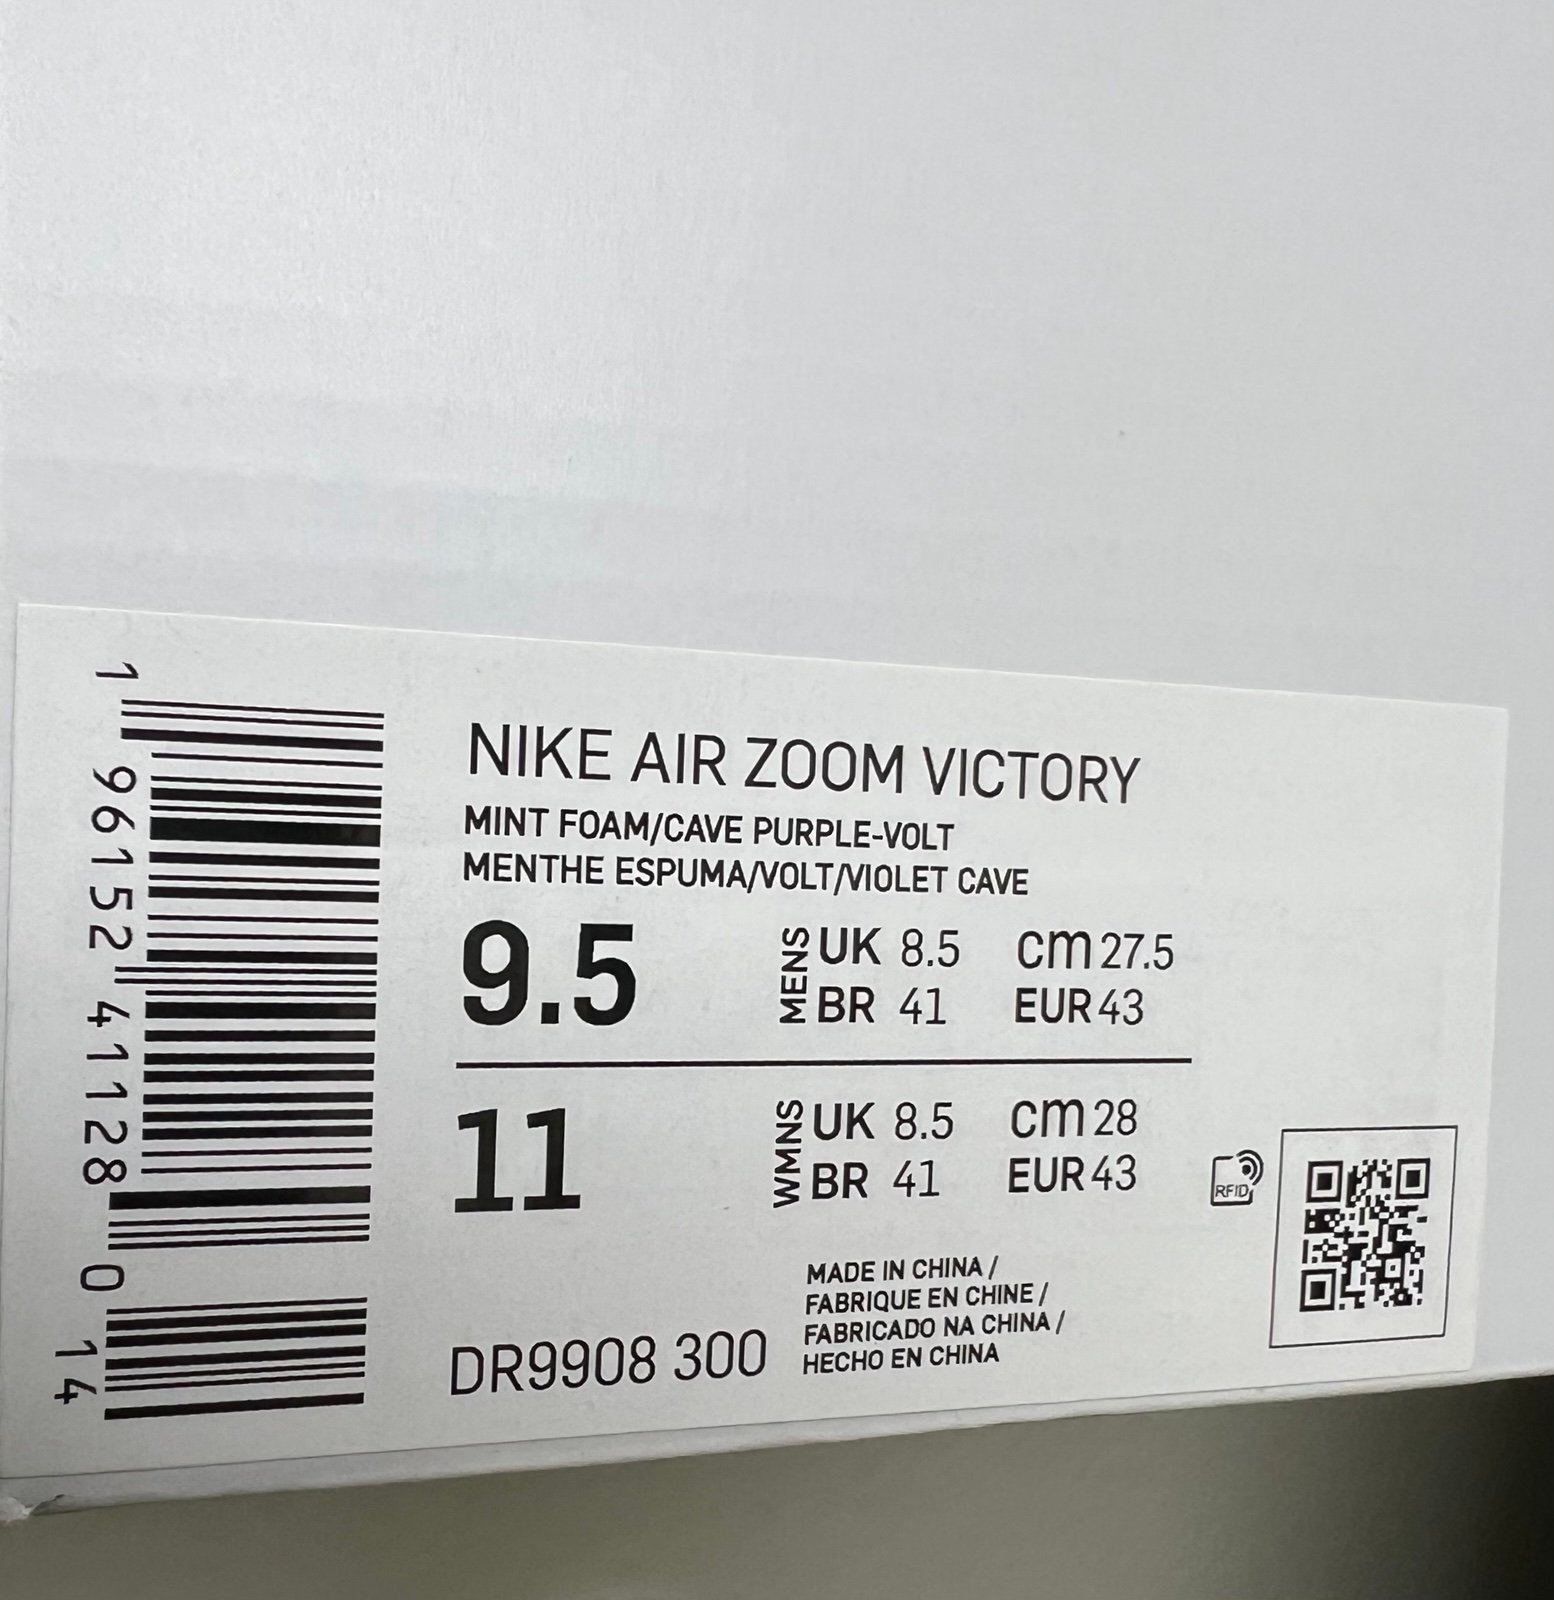 1 96152 41128 0 14
NIKE AIR ZOOM VICTORY
MINT FOAM/CAVE PURPLE-VOLT
MENTHE ESPUMA/VOLT/VIOLET CAVE
9.5 MENS UK 8.5 cm 27.5
BR 41 EUR 43
11 WMNS UK 8.5 cm 28
BR 41 EUR 43
RFID
MADE IN CHINA /
FABRIQUE EN CHINE /
FABRICADO NA CHINA /
HECHO EN CHINA
DR9908 300